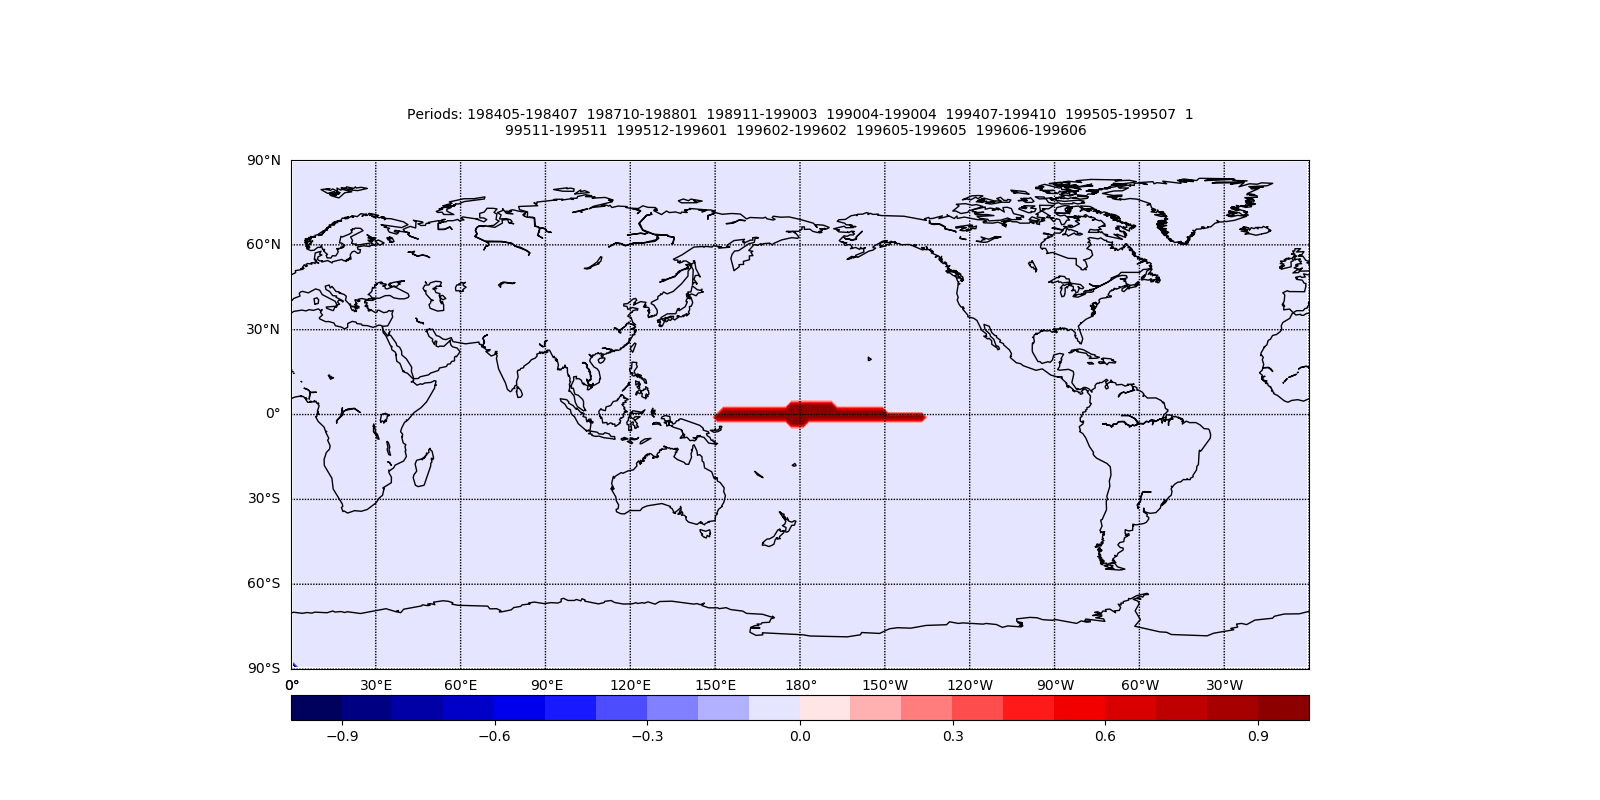 Periods: 198405-198407  198710-198801  198911-199003  199004-199004  199407-199410  199505-199507  1
99511-199511  199512-199601  199602-199602  199605-199605  199606-199606
90°N
60°N
30°N
0°
30°S
60°S
90°S
0° 30°E 60°E 90°E 120°E 150°E 180° 150°W 120°W 90°W 60°W 30°W
−0.9 −0.6 −0.3 0.0 0.3 0.6 0.9